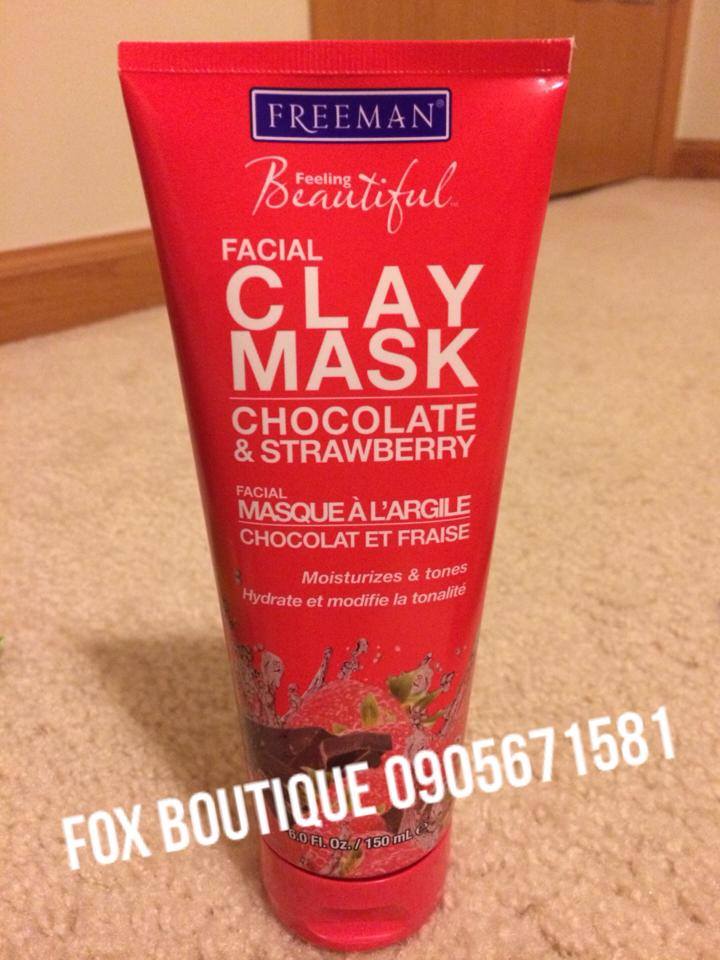 FREEMAN®
Feeling
Beautiful™
FACIAL
CLAY
MASK
CHOCOLATE
& STRAWBERRY
FACIAL
MASQUE À L'ARGILE
CHOCOLAT ET FRAISE
Moisturizes & tones
Hydrate et modifie la tonalité
FOX BOUTIQUE 0905671581
6.0 Fl. Oz. / 150 mL ℮